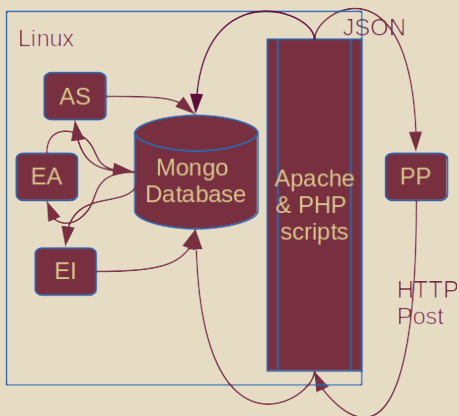 JSON
Linux
AS
Mongo
Database
EA
Apache
& PHP
scripts
PP
EI
HTTP
Post